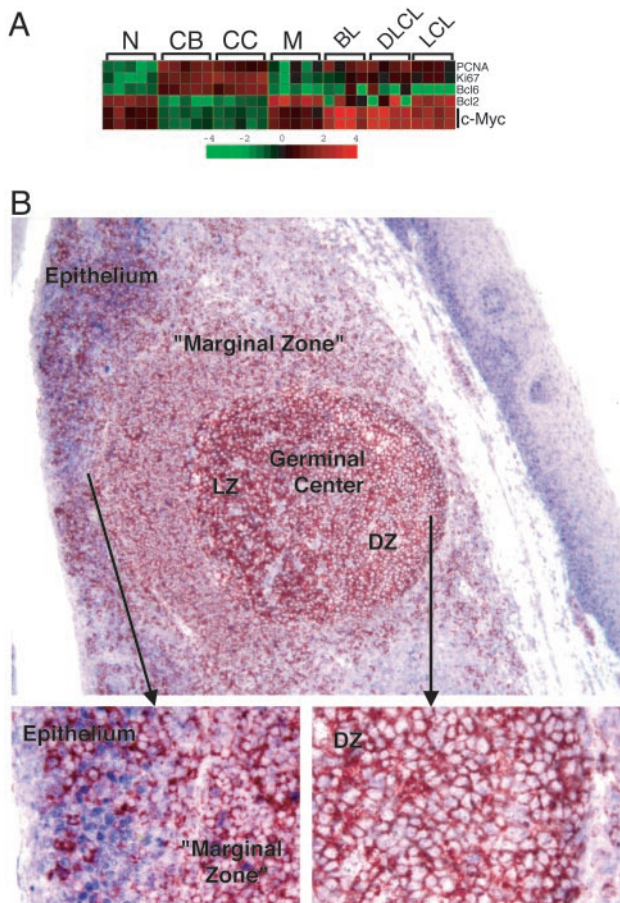 A
N CB CC M BL DLCL LCL
PCNA
Ki67
Bcl6
Bcl2
c-Myc
-4 -2 0 2 4
B
Epithelium
"Marginal Zone"
Germinal
Center
LZ
DZ
Epithelium
"Marginal
Zone"
DZ